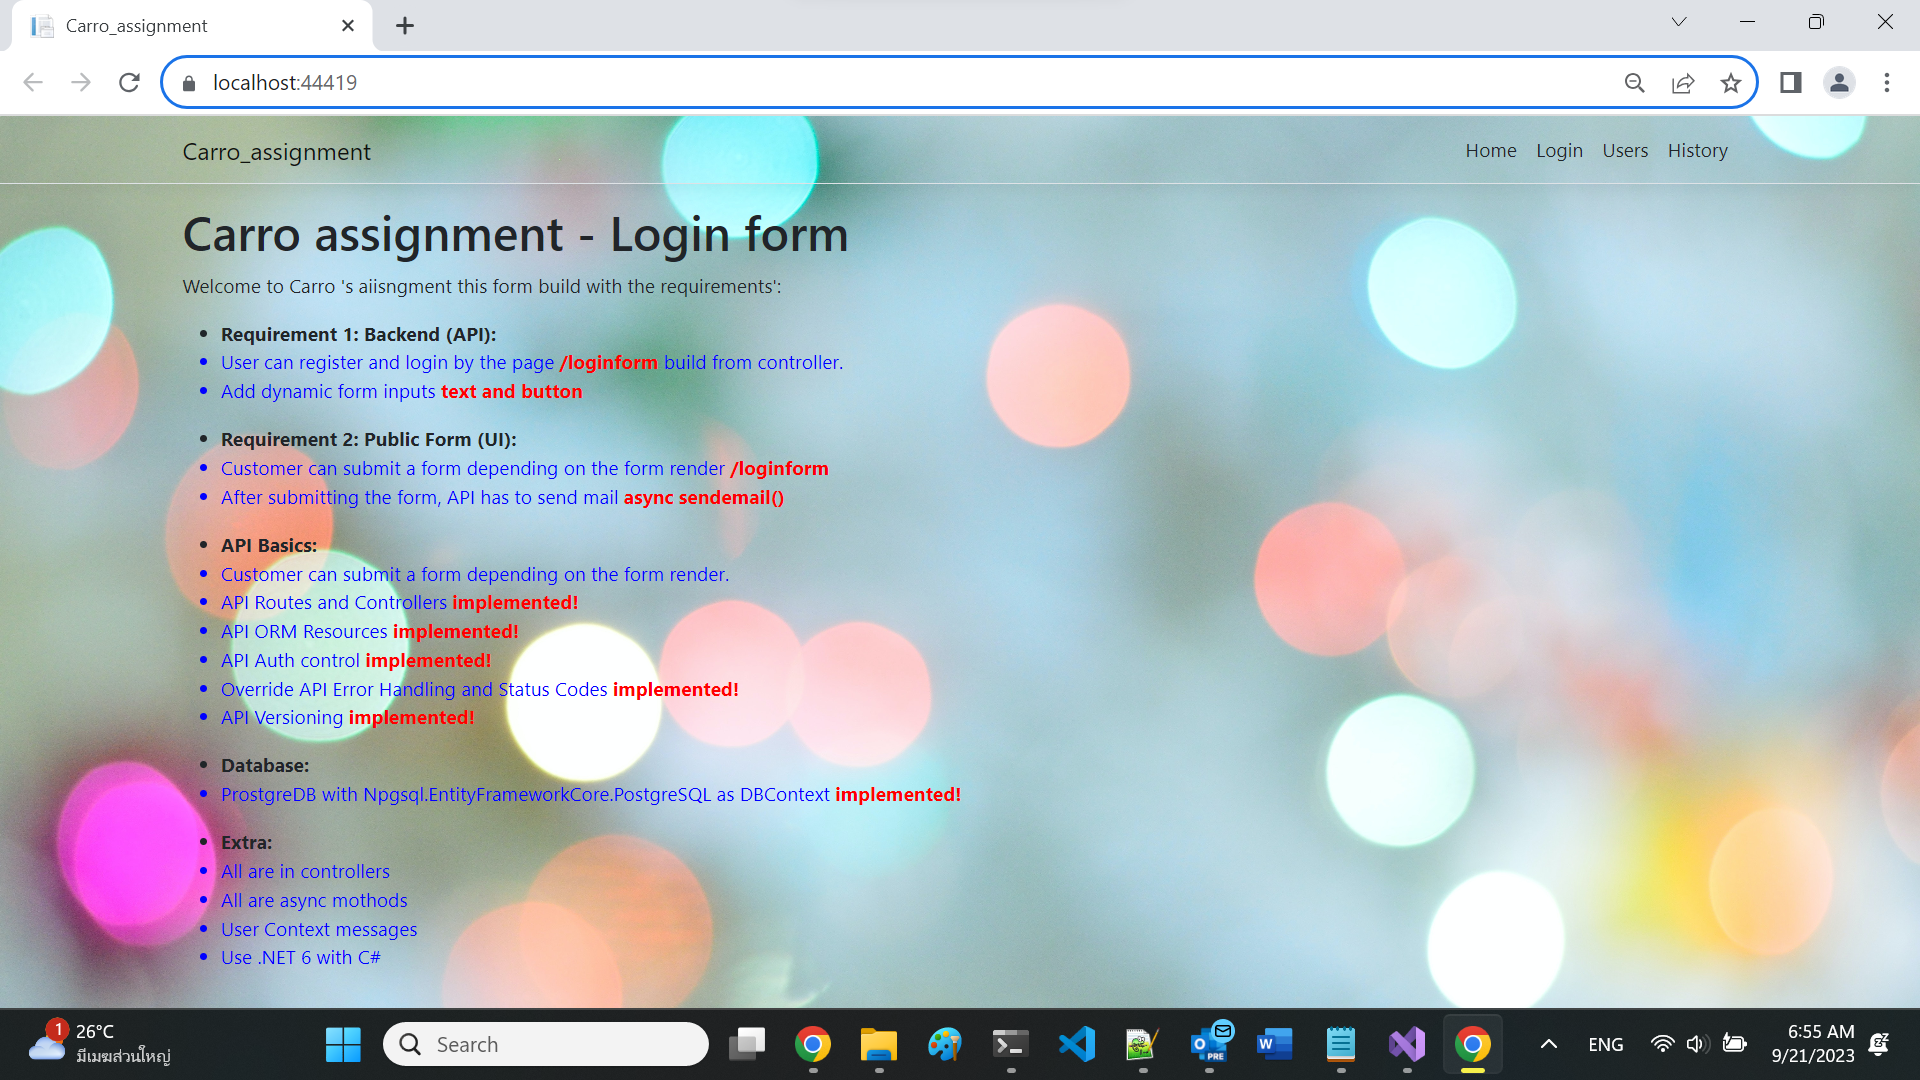 Carro_assignment
localhost:44419
Carro_assignment
Home Login Users History
Carro assignment - Login form
Welcome to Carro 's aiisngment this form build with the requirements':
Requirement 1: Backend (API):
User can register and login by the page /loginform build from controller.
Add dynamic form inputs text and button
Requirement 2: Public Form (UI):
Customer can submit a form depending on the form render /loginform
After submitting the form, API has to send mail async sendemail()
API Basics:
Customer can submit a form depending on the form render.
API Routes and Controllers implemented!
API ORM Resources implemented!
API Auth control implemented!
Override API Error Handling and Status Codes implemented!
API Versioning implemented!
Database:
ProstgreDB with Npgsql.EntityFrameworkCore.PostgreSQL as DBContext implemented!
Extra:
All are in controllers
All are async mothods
User Context messages
Use .NET 6 with C#
1
26°C
มีเมฆส่วนใหญ่
Search
PRE
ENG
6:55 AM
9/21/2023